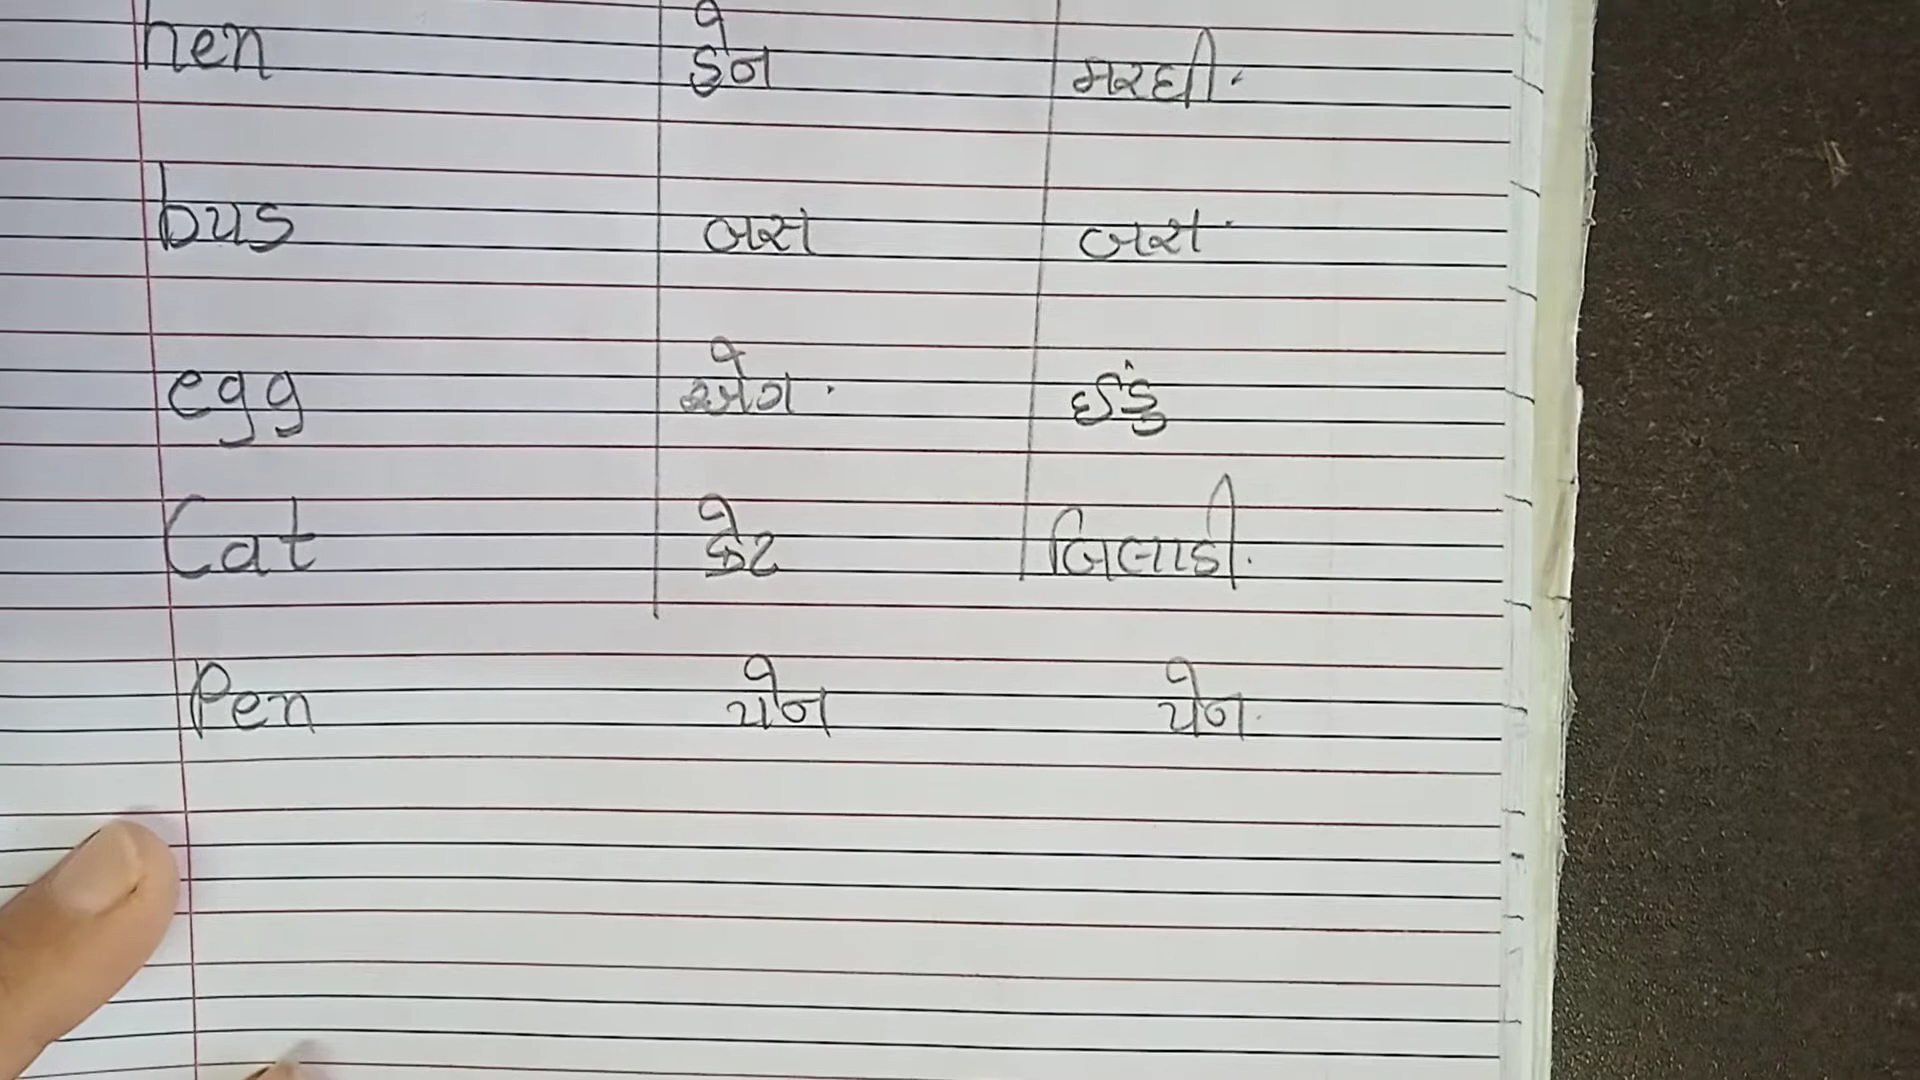 hen હેન મરઘી.
bus બસ બસ.
egg એગ. ઈંડુ
Cat કેટ બિલાડી.
Pen પેન પેન.